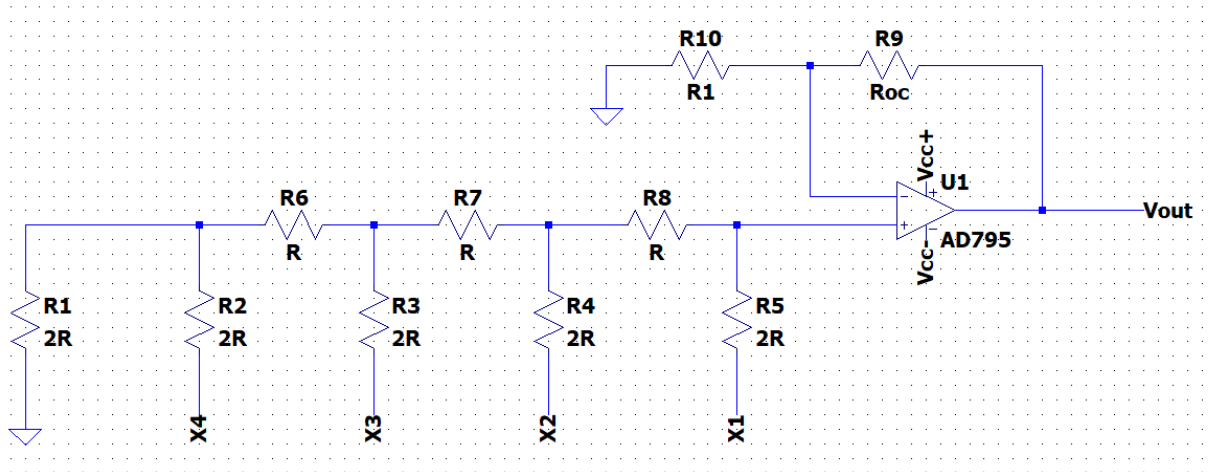 R10
R1
R9
Roc
Vcc+
+
U1
-
+
-
AD795
Vcc-
Vout
R6
R
R7
R
R8
R
R1
2R
R2
2R
R3
2R
R4
2R
R5
2R
X4
X3
X2
X1